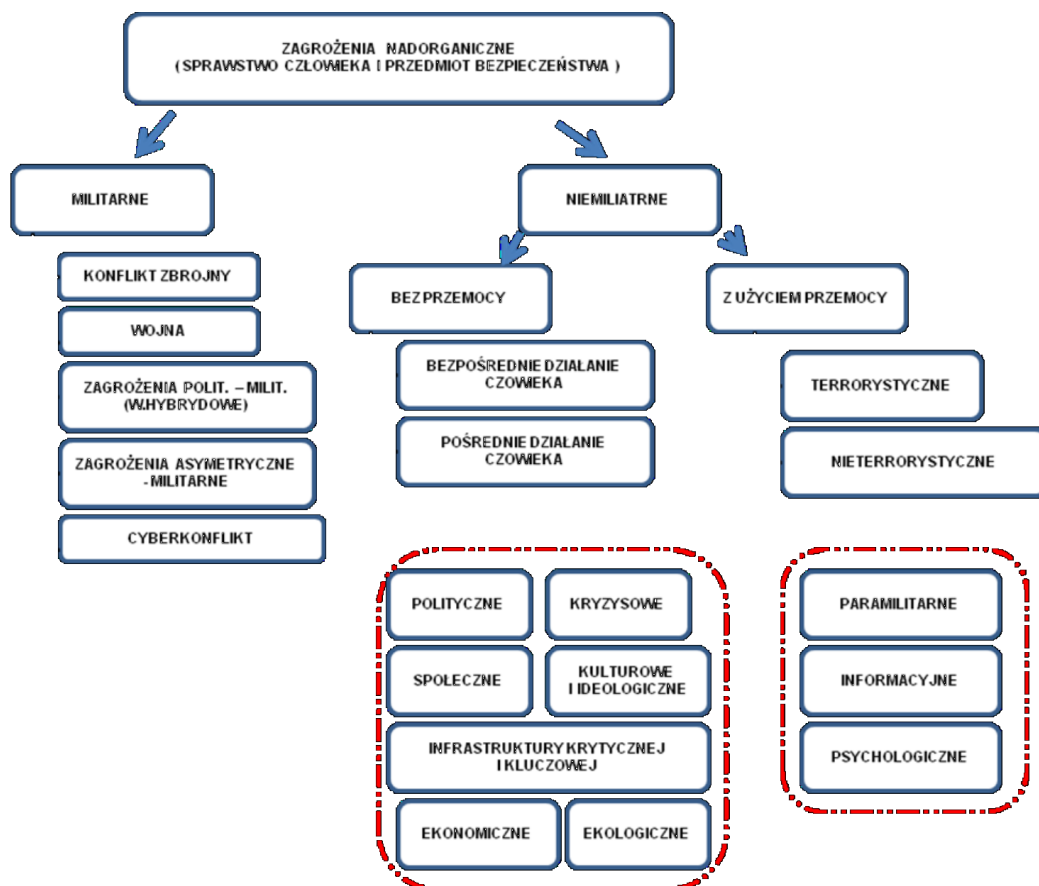 ZAGROŻENIA NADORGANICZNE
( SPRAWSTWO CZŁOWIEKA I PRZEDMIOT BEZPIECZEŃSTWA )
MILITARNE
NIEMILIATRNE
KONFLIKT ZBROJNY
WOJNA
ZAGROŻENIA POLIT. – MILIT.
(W.HYBRYDOWE)
ZAGROŻENIA ASYMETRYCZNE
- MILITARNE
CYBERKONFLIKT
BEZ PRZEMOCY
BEZPOŚREDNIE DZIAŁANIE
CZOWIEKA
POŚREDNIE DZIAŁANIE
CZOWIEKA
Z UŻYCIEM PRZEMOCY
TERRORYSTYCZNE
NIETERRORYSTYCZNE
POLITYCZNE
KRYZYSOWE
SPOŁECZNE
KULTUROWE
I IDEOLOGICZNE
INFRASTRUKTURY KRYTYCZNEJ
I KLUCZOWEJ
EKONOMICZNE
EKOLOGICZNE
PARAMILITARNE
INFORMACYJNE
PSYCHOLOGICZNE